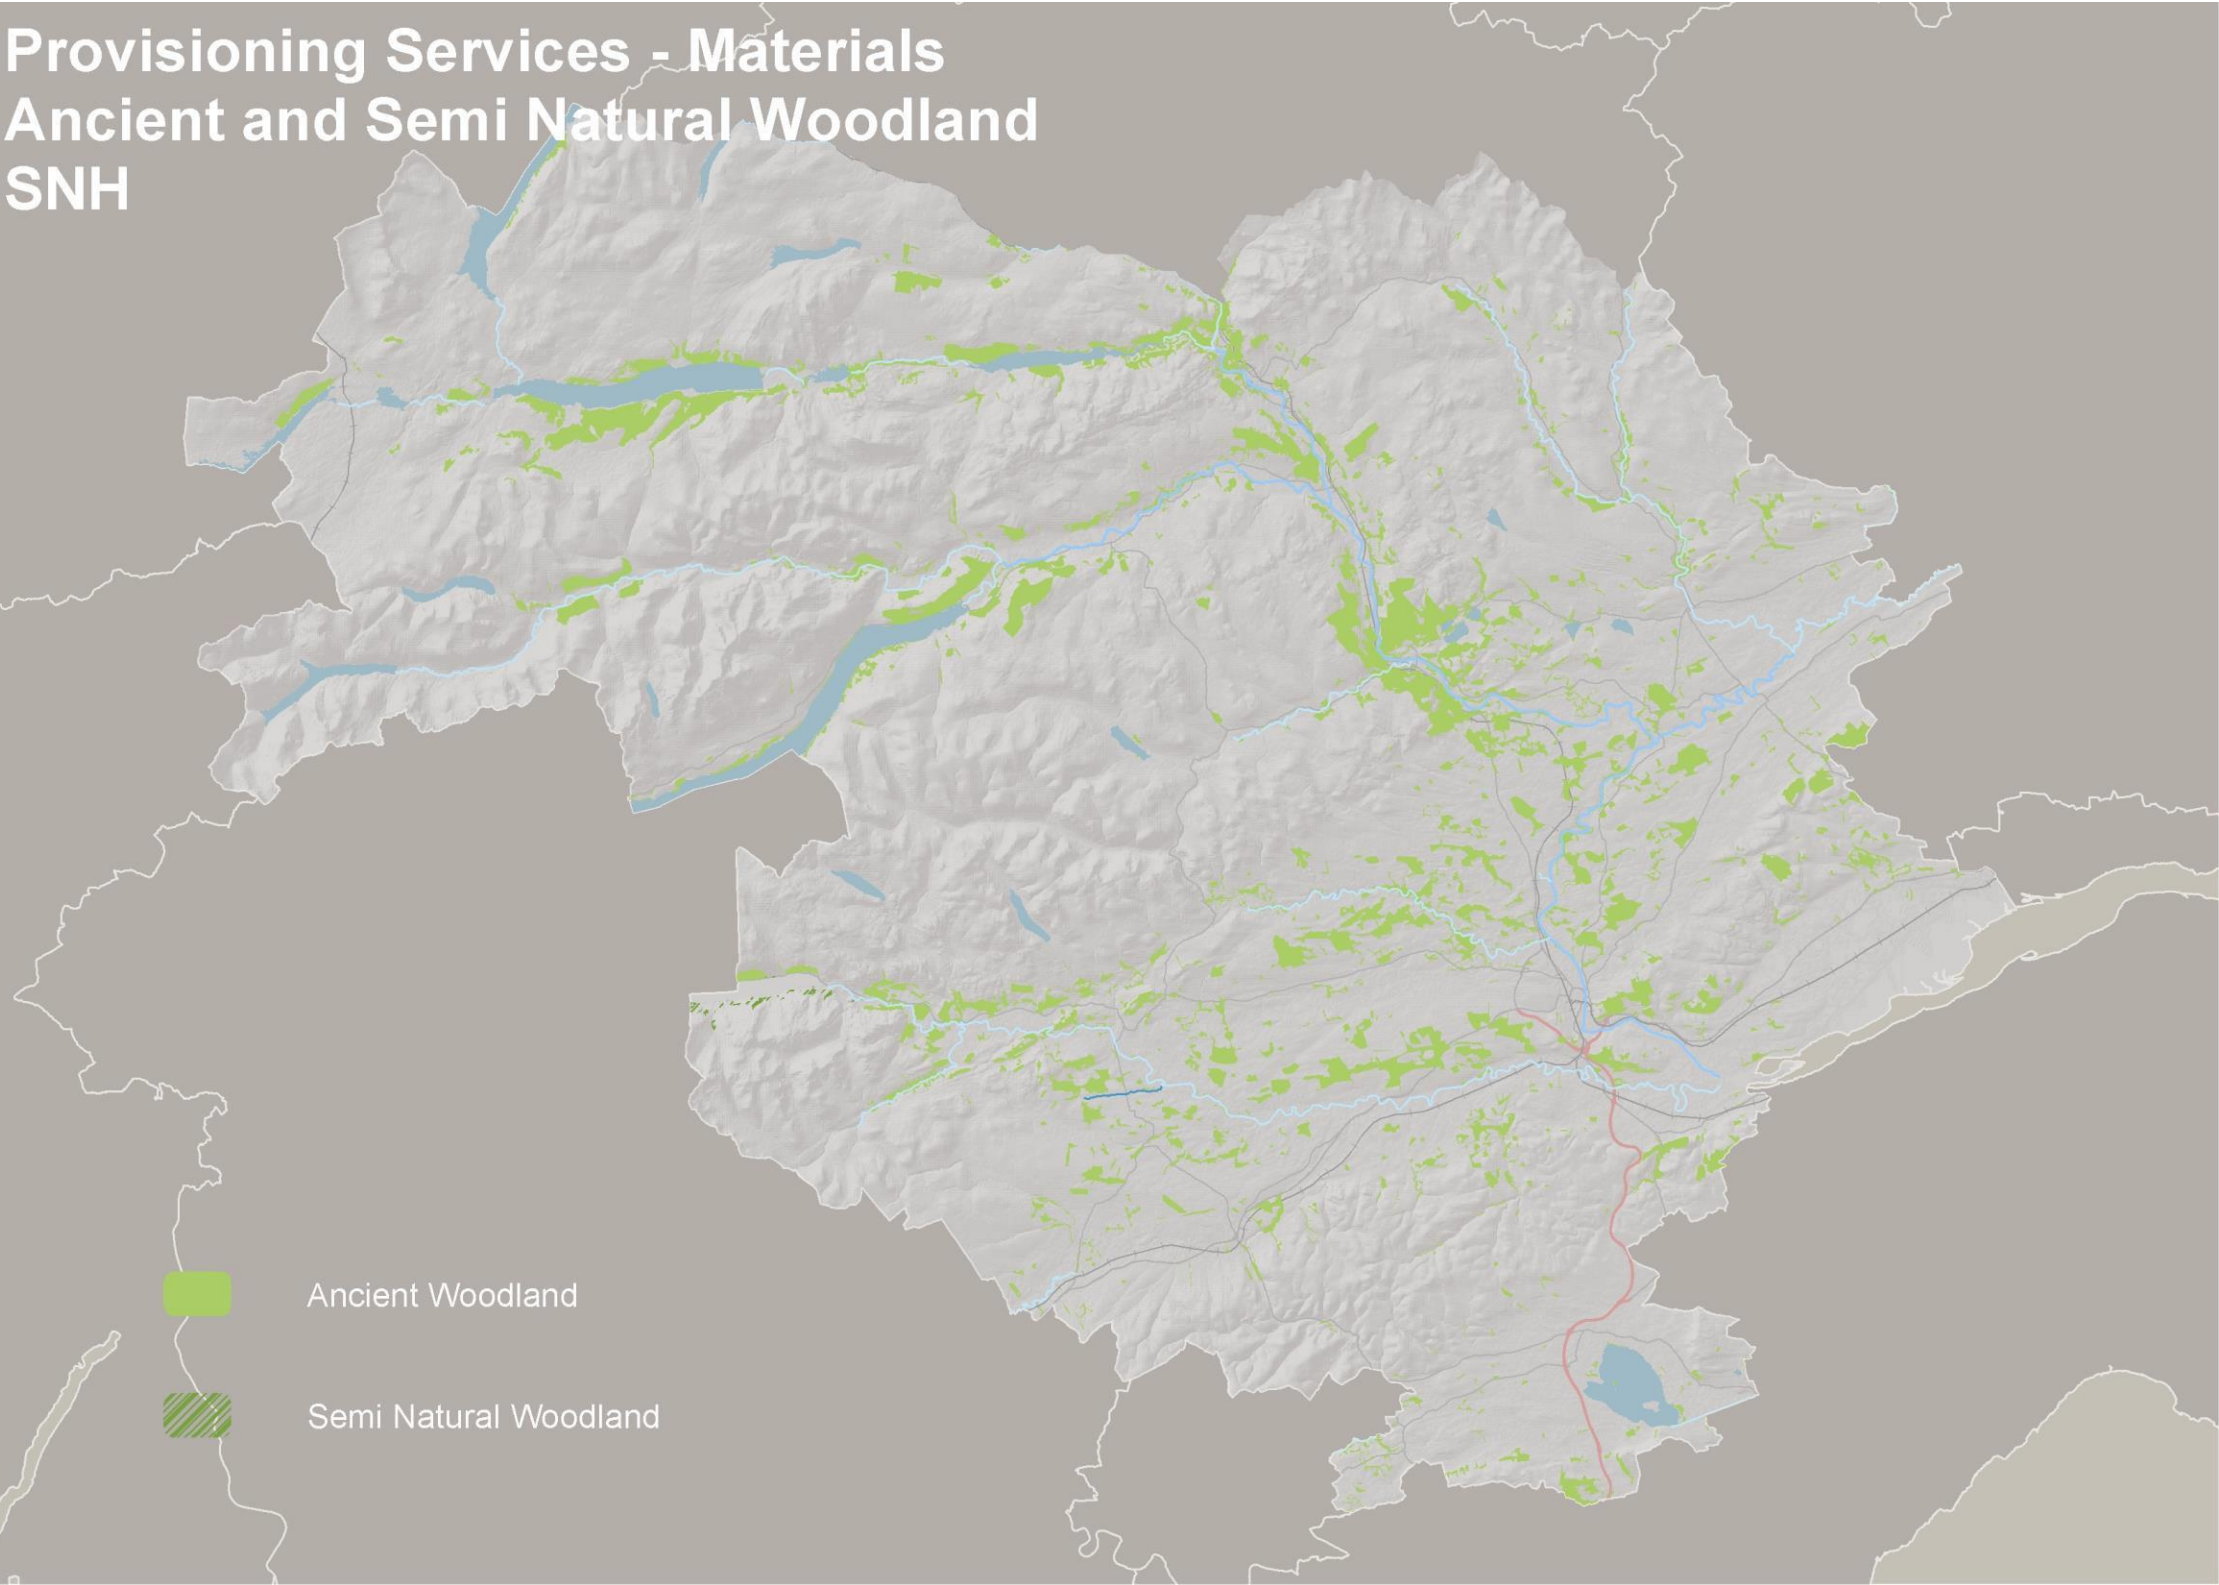 Provisioning Services - Materials
Ancient and Semi Natural Woodland
SNH
Ancient Woodland
Semi Natural Woodland